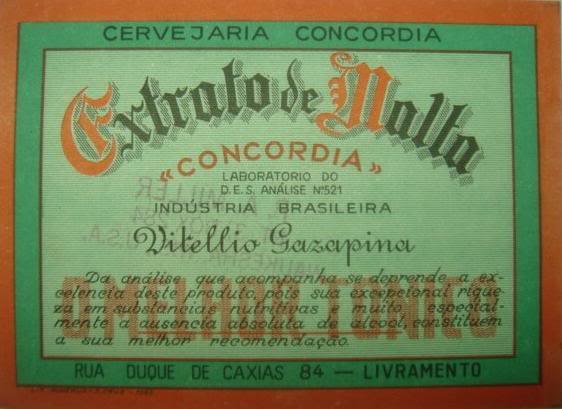 CERVEJARIA CONCORDIA
Extrato de Malta
«CONCORDIA»
LABORATORIO DO
D.E.S. ANÁLISE Nº521
INDÚSTRIA BRASILEIRA
Vitellio Gazapina
Da análise que acompanha se deprende a ex-
celencia deste produto, pois sua excepcional rique-
za em substancias nutritivas e muito especial-
mente a ausencia absoluta de alcool, constituem
a sua melhor recomendação.
RUA DUQUE DE CAXIAS 84 — LIVRAMENTO